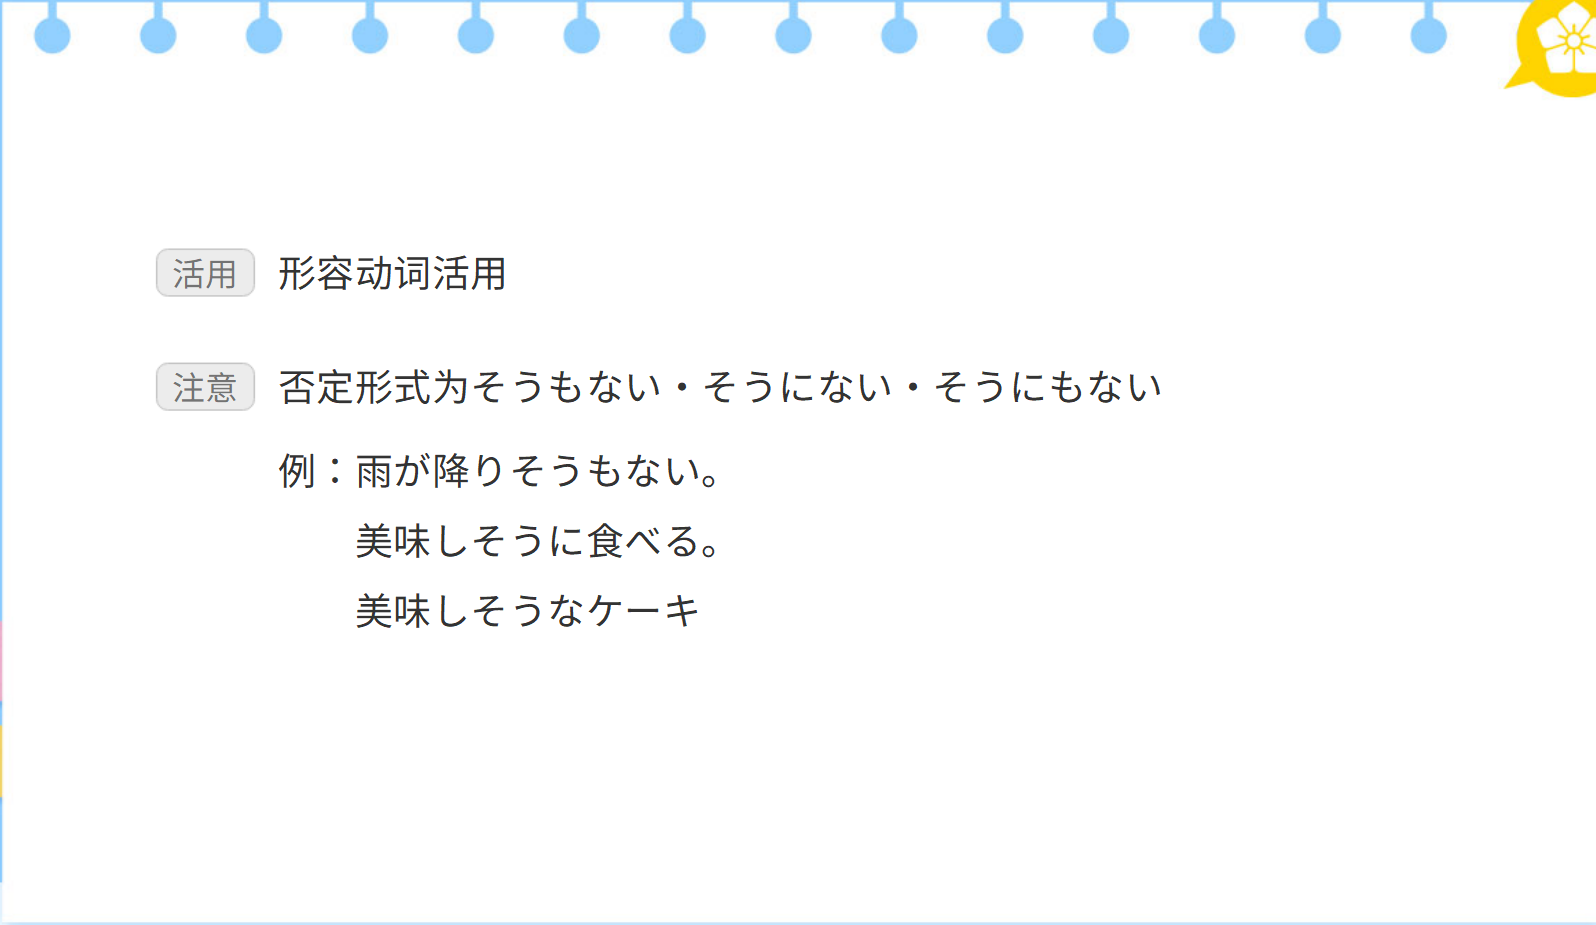 活用 形容动词活用
注意 否定形式为そうもない・そうにない・そうにもない
例：雨が降りそうもない。
美味しそうに食べる。
美味しそうなケーキ